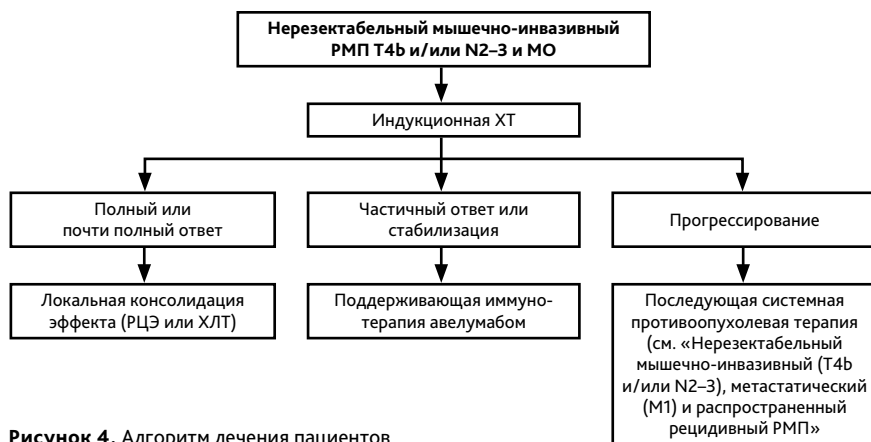 Нерезектабельный мышечно-инвазивный
РМП T4b и/или N2–3 и МО
Индукционная ХТ
Полный или
почти полный ответ
Частичный ответ или
стабилизация
Прогрессирование
Локальная консолидация
эффекта (РЦЭ или ХЛТ)
Поддерживающая иммуно-
терапия авелумабом
Последующая системная
противоопухолевая терапия
(см. «Нерезектабельный
мышечно-инвазивный (T4b
и/или N2–3), метастатический
(М1) и распространенный
рецидивный РМП»
Рисунок 4. Алгоритм лечения пациентов